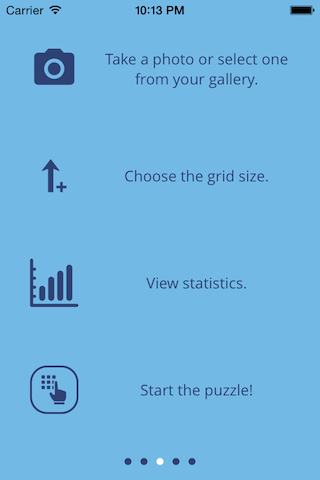 Carrier 10:13 PM
Take a photo or select one
from your gallery.
Choose the grid size.
View statistics.
Start the puzzle!